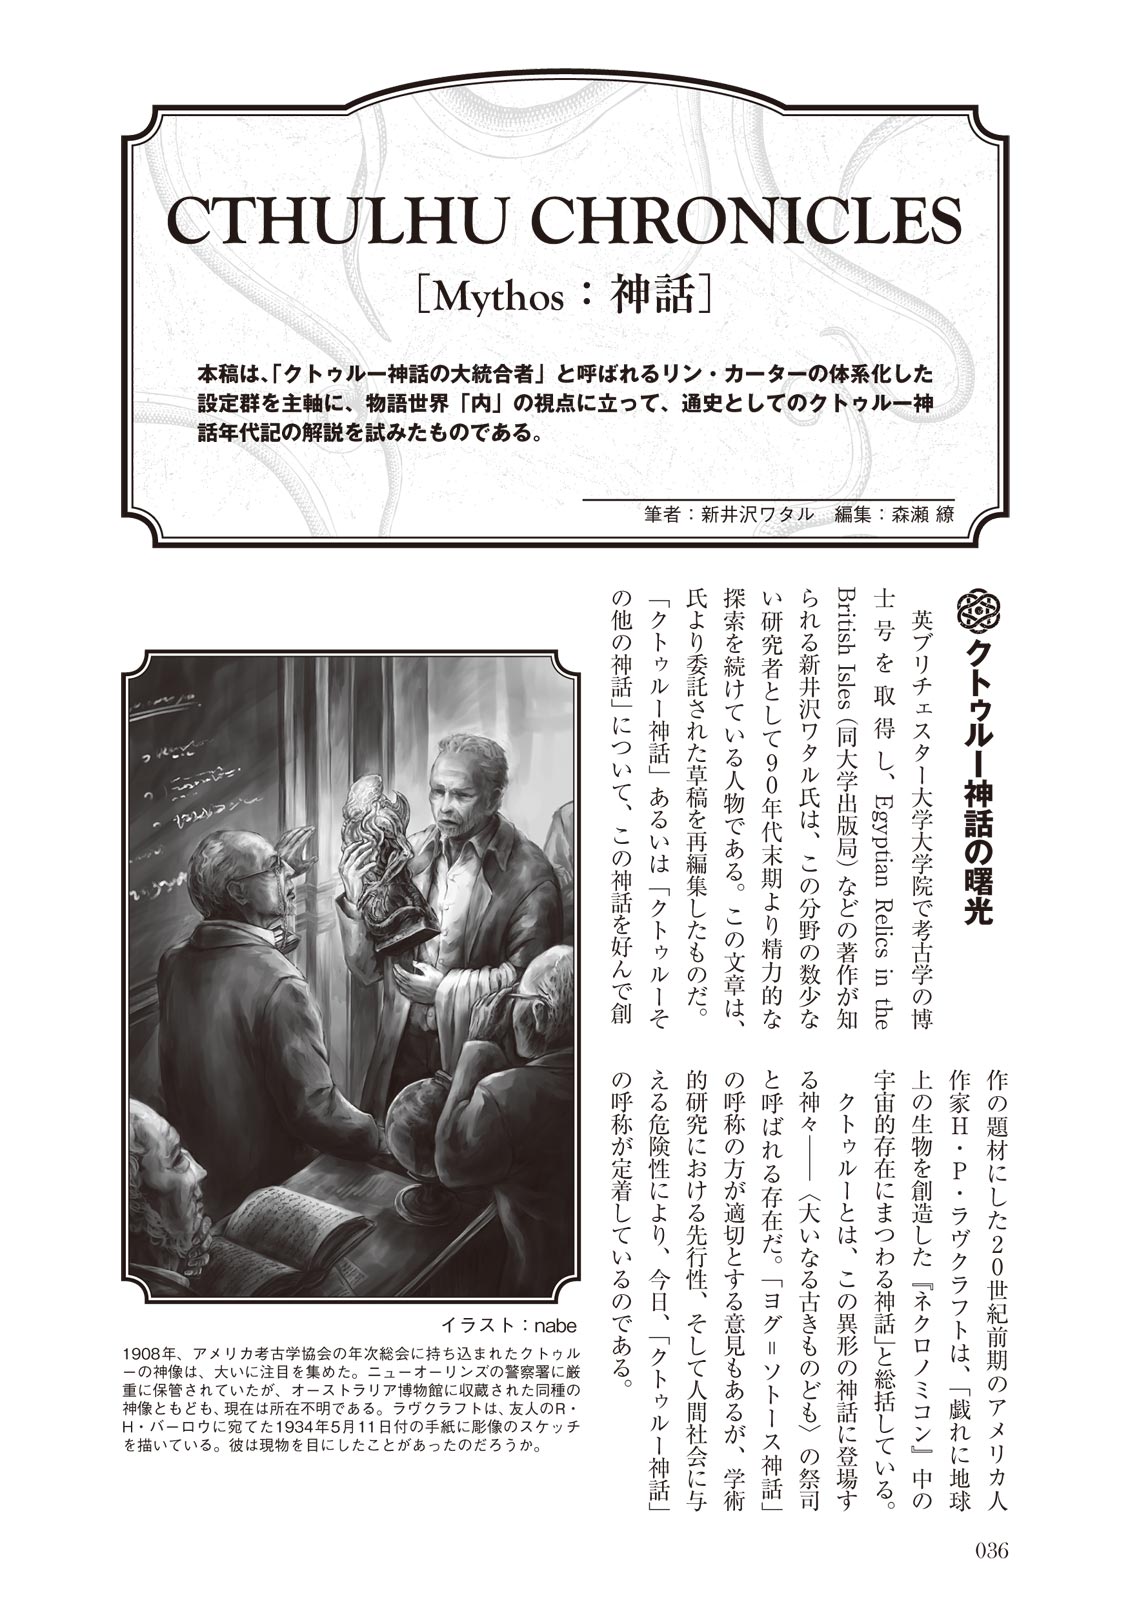 CTHULHU CHRONICLES
［Mythos：神話］
本稿は、「クトゥルー神話の大統合者」と呼ばれるリン・カーターの体系化した
設定群を主軸に、物語世界「内」の視点に立って、通史としてのクトゥルー神
話年代記の解説を試みたものである。
筆者：新井沢ワタル　編集：森瀬 繚
クトゥルー神話の曙光
英ブリチェスター大学大学院で考古学の博
士号を取得し、Egyptian Relics in the
British Isles（同大学出版局）などの著作が知
られる新井沢ワタル氏は、この分野の数少な
い研究者として90年代末期より精力的な
探索を続けている人物である。この文章は、
氏より委託された草稿を再編集したものだ。
「クトゥルー神話」あるいは「クトゥルーそ
の他の神話」について、この神話を好んで創
作の題材にした20世紀前期のアメリカ人
作家H・P・ラヴクラフトは、「戯れに地球
上の生物を創造した『ネクロノミコン』中の
宇宙的存在にまつわる神話」と総括している。
クトゥルーとは、この異形の神話に登場す
る神々――〈大いなる古きものども〉の祭司
と呼ばれる存在だ。「ヨグ＝ソトース神話」
の呼称の方が適切とする意見もあるが、学術
的研究における先行性、そして人間社会に与
える危険性により、今日、「クトゥルー神話」
の呼称が定着しているのである。
イラスト：nabe
1908年、アメリカ考古学協会の年次総会に持ち込まれたクトゥル
ーの神像は、大いに注目を集めた。ニューオーリンズの警察署に厳
重に保管されていたが、オーストラリア博物館に収蔵された同種の
神像ともども、現在は所在不明である。ラヴクラフトは、友人のR・
H・バーロウに宛てた1934年5月11日付の手紙に彫像のスケッチ
を描いている。彼は現物を目にしたことがあったのだろうか。
036